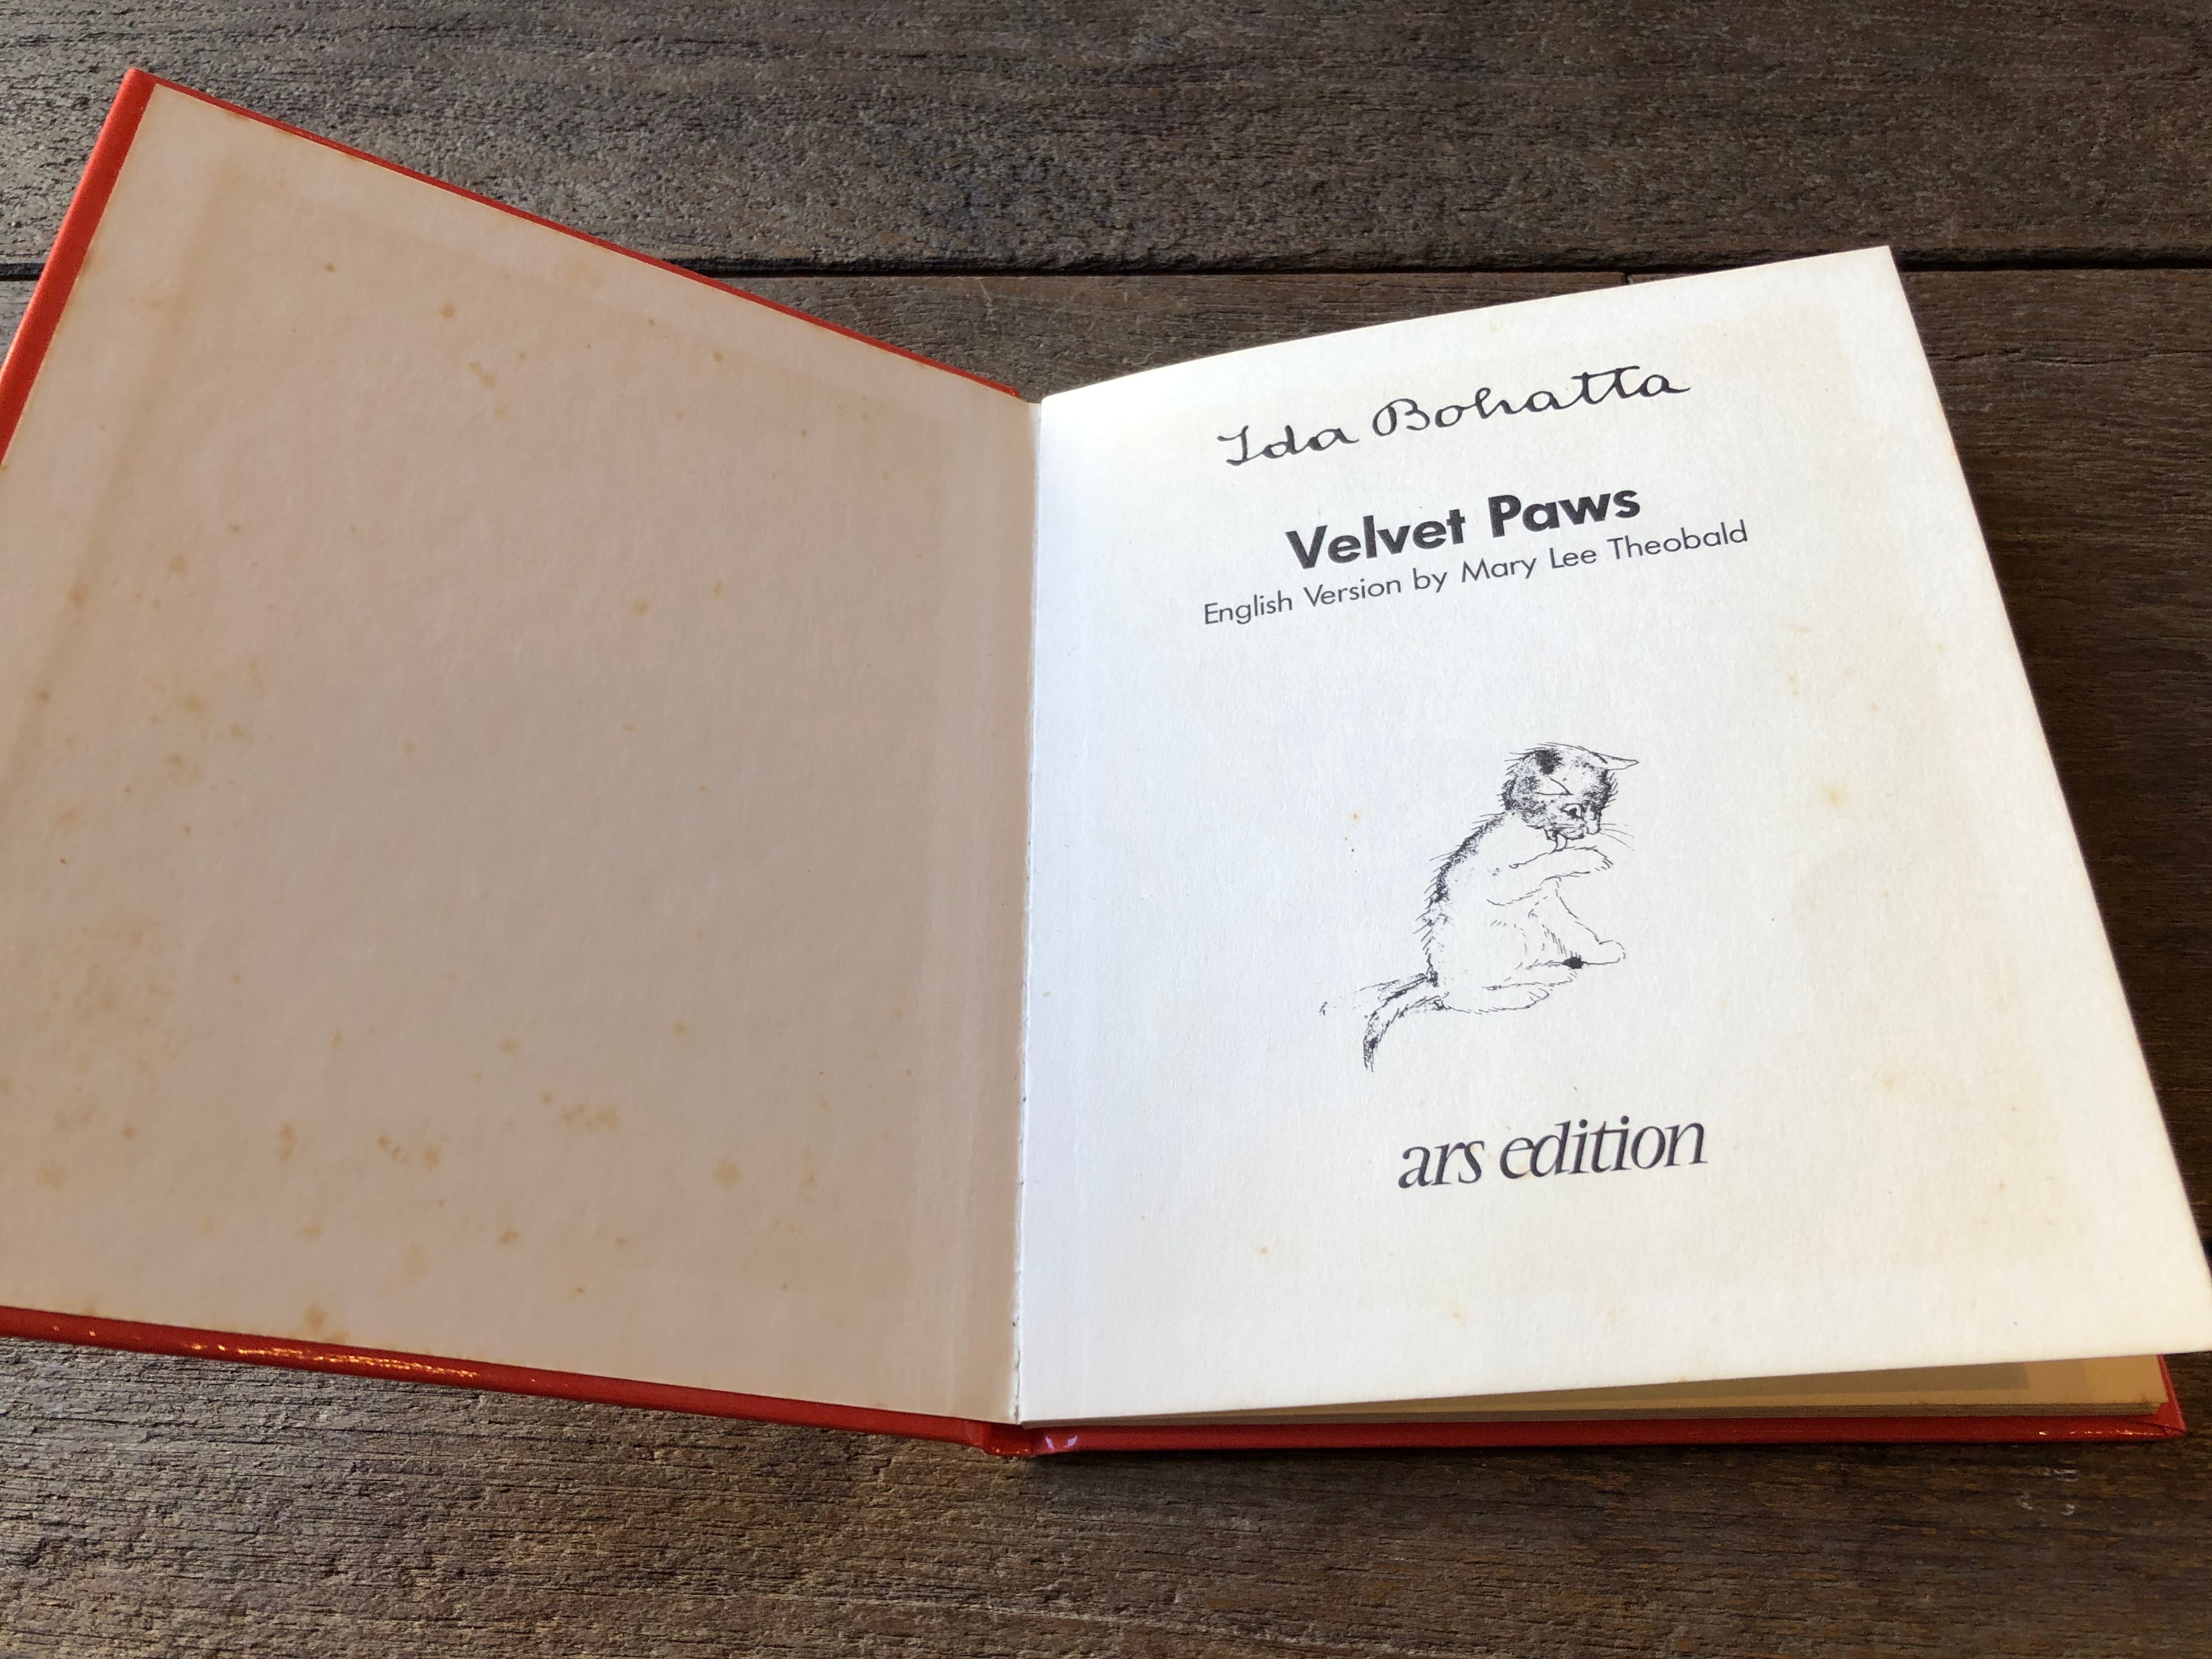 Ida Bohatta
Velvet Paws
English Version by Mary Lee Theobald
ars edition